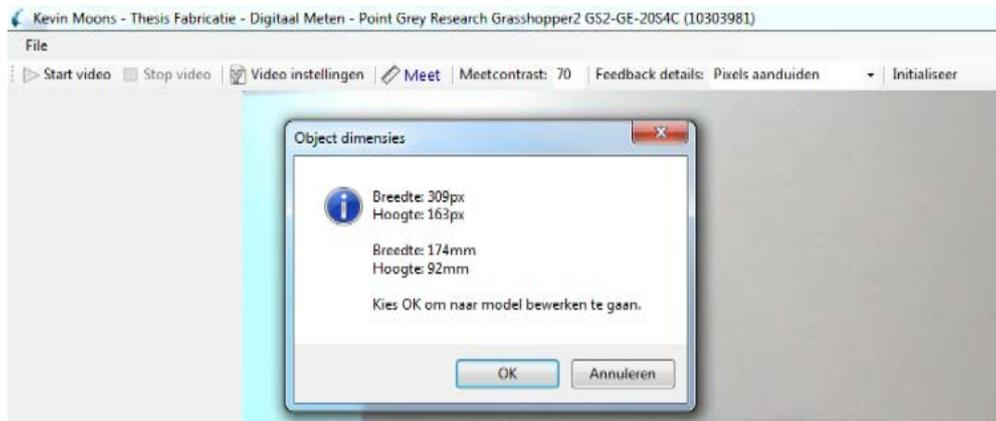 Kevin Moons - Thesis Fabricatie - Digitaal Meten - Point Grey Research Grasshopper2 GS2-GE-20S4C (10303981)
File
Start video Stop video Video instellingen Meet Meetcontrast: 70 Feedback details: Pixels aanduiden Initialiseer
Object dimensies
Breedte: 309px
Hoogte: 163px
Breedte: 174mm
Hoogte: 92mm
Kies OK om naar model bewerken te gaan.
OK Annuleren